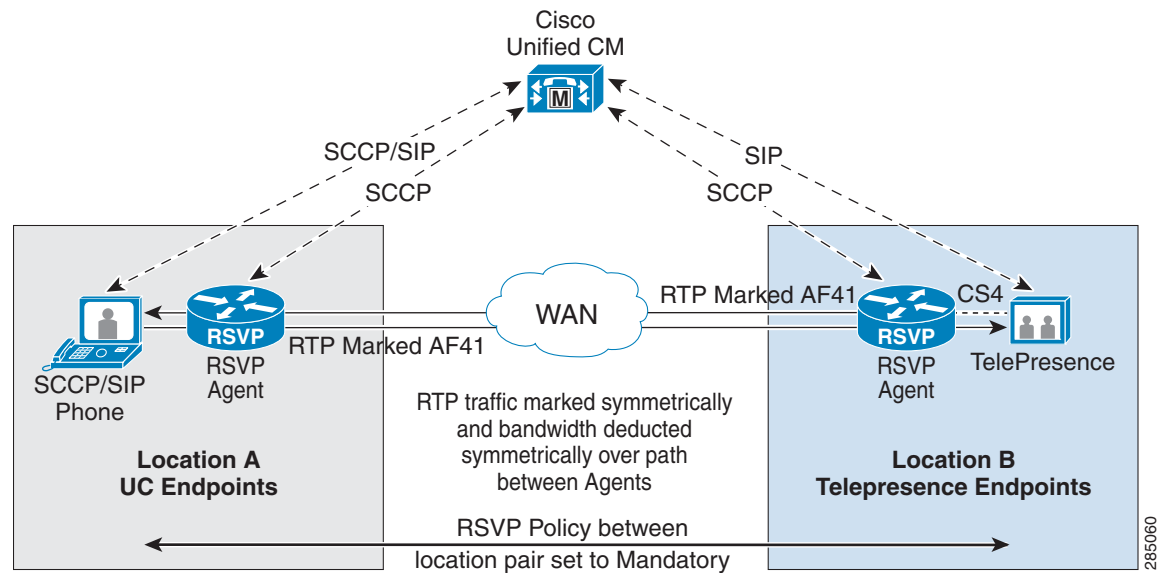 Cisco
Unified CM
M
SCCP/SIP
SCCP
SIP
SCCP
RTP Marked AF41
CS4
WAN
RSVP
RSVP
RTP Marked AF41
SCCP/SIP
Phone
RSVP
Agent
RSVP
Agent
TelePresence
RTP traffic marked symmetrically
and bandwidth deducted
symmetrically over path
between Agents
Location A
UC Endpoints
Location B
Telepresence Endpoints
RSVP Policy between
location pair set to Mandatory
285060